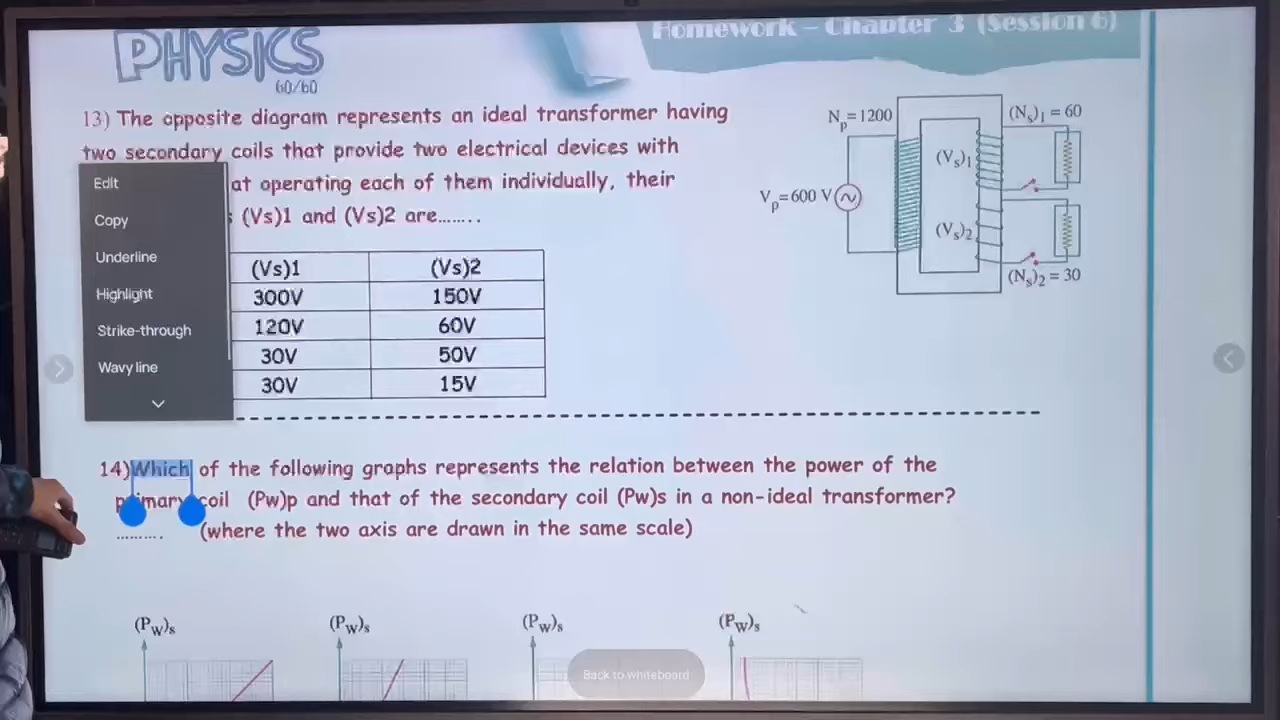 PHYSICS
60/60
Homework – Chapter 3 (Session 6)
13) The opposite diagram represents an ideal transformer having
two secondary coils that provide two electrical devices with
at operating each of them individually, their
(Vs)1 and (Vs)2 are........
Edit
Copy
Underline
Highlight
Strike-through
Wavy line
(Vs)1 (Vs)2
300V 150V
120V 60V
30V 50V
30V 15V
Np=1200
(Ns)1 = 60
(Vs)1
Vp=600 V
(Vs)2
(Ns)2 = 30
14)Which of the following graphs represents the relation between the power of the
primary coil (Pw)p and that of the secondary coil (Pw)s in a non-ideal transformer?
.......... (where the two axis are drawn in the same scale)
(PW)s (PW)s (PW)s (PW)s
Back to whiteboard